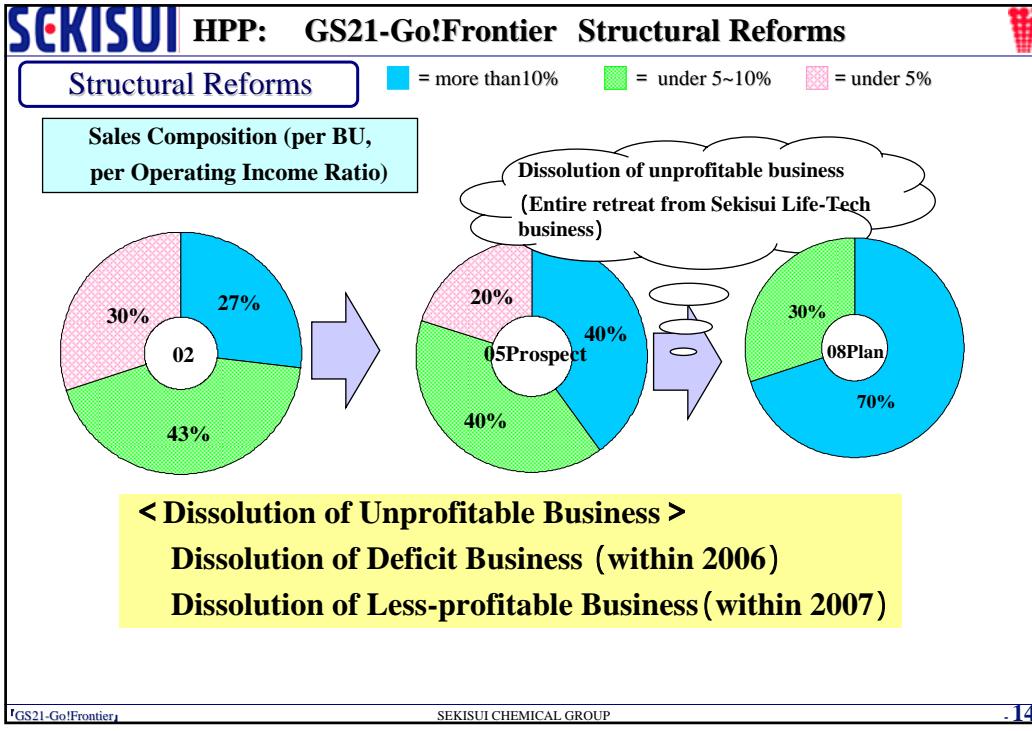 SEKISUI HPP: GS21-Go!Frontier Structural Reforms
Structural Reforms
= more than10%
= under 5~10%
= under 5%
Sales Composition (per BU,
per Operating Income Ratio)
Dissolution of unprofitable business
（Entire retreat from Sekisui Life-Tech
business）
30%
27%
02
43%
20%
40%
05Prospect
40%
30%
08Plan
70%
＜Dissolution of Unprofitable Business＞
Dissolution of Deficit Business（within 2006）
Dissolution of Less-profitable Business（within 2007）
｢GS21-Go!Frontier｣
SEKISUI CHEMICAL GROUP
- 14